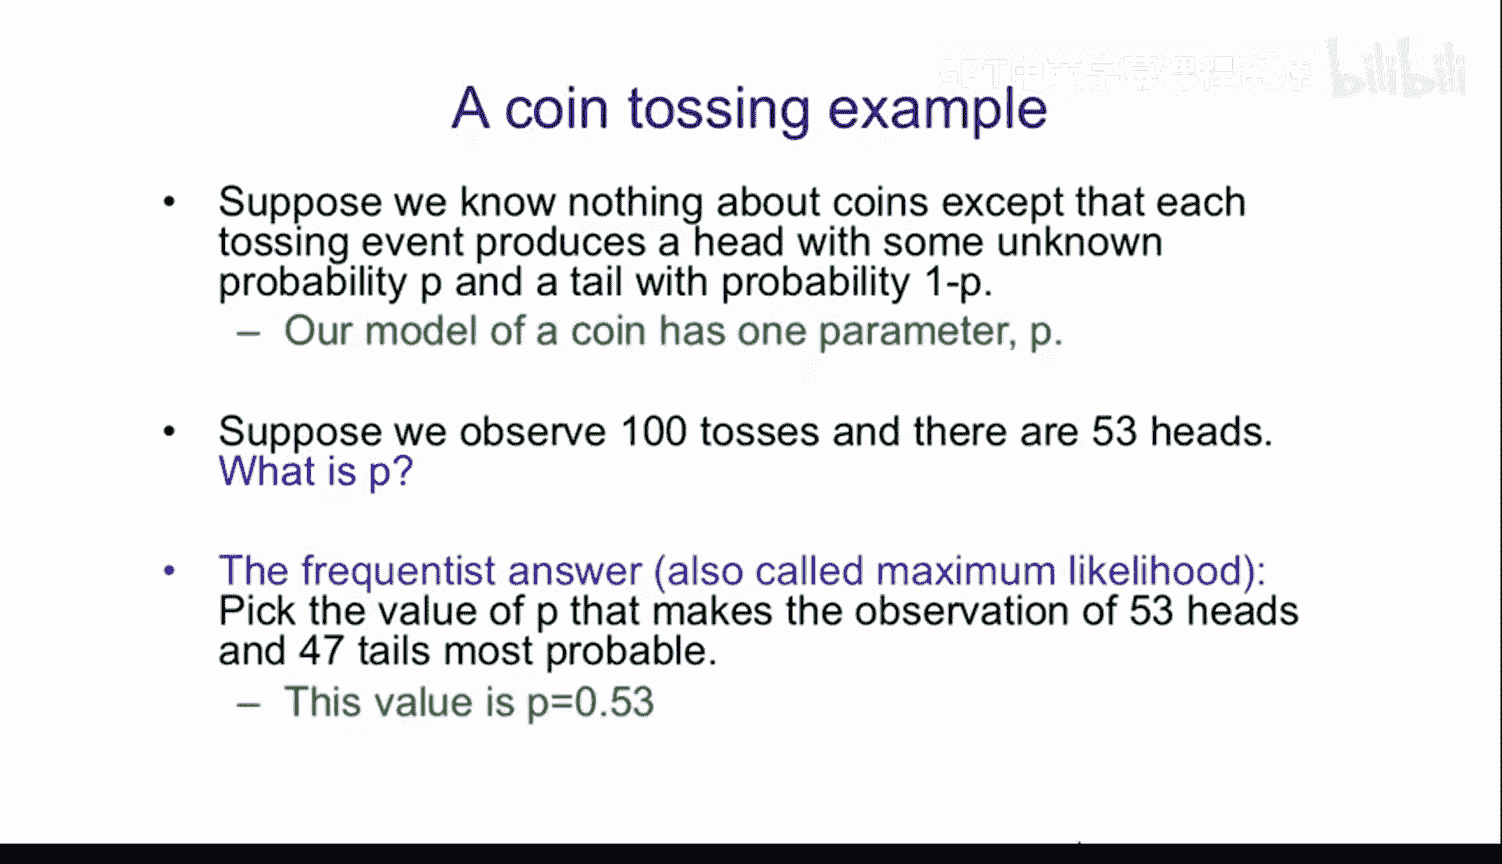 bilibili
A coin tossing example
• Suppose we know nothing about coins except that each
tossing event produces a head with some unknown
probability p and a tail with probability 1-p.
– Our model of a coin has one parameter, p.
• Suppose we observe 100 tosses and there are 53 heads.
What is p?
• The frequentist answer (also called maximum likelihood):
Pick the value of p that makes the observation of 53 heads
and 47 tails most probable.
– This value is p=0.53